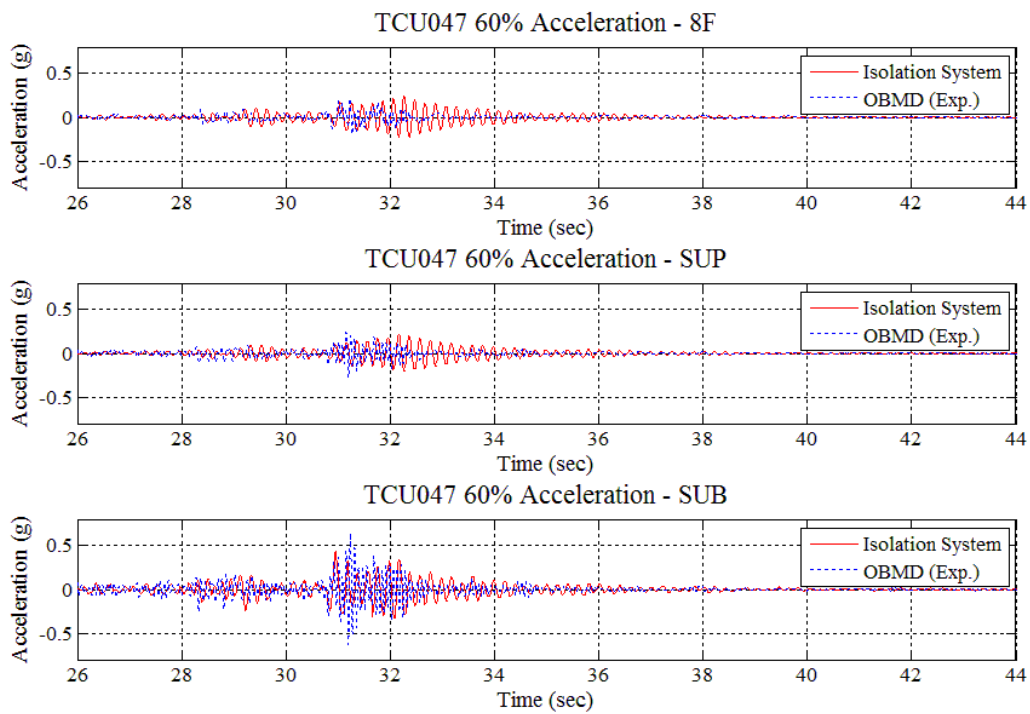 TCU047 60% Acceleration - 8F
Acceleration (g)
0.5
0
-0.5
Isolation System
OBMD (Exp.)
26 28 30 32 34 36 38 40 42 44
Time (sec)
TCU047 60% Acceleration - SUP
Acceleration (g)
0.5
0
-0.5
Isolation System
OBMD (Exp.)
26 28 30 32 34 36 38 40 42 44
Time (sec)
TCU047 60% Acceleration - SUB
Acceleration (g)
0.5
0
-0.5
Isolation System
OBMD (Exp.)
26 28 30 32 34 36 38 40 42 44
Time (sec)